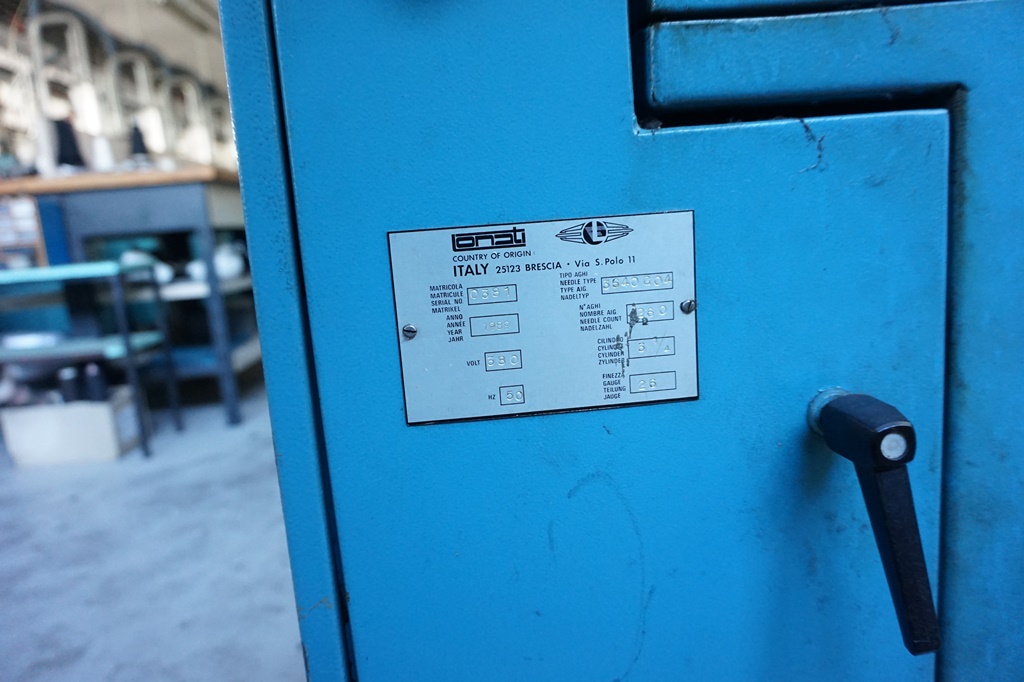 Lonati
COUNTRY OF ORIGIN:
ITALY 25123 BRESCIA • Via S. Polo 11
MATRICOLA
MATRICULE
SERIAL NO
MATRIKEL
ANNO
ANNÉE
YEAR
JAHR
VOLT
HZ 50
TIPO AGHI
NEEDLE TYPE
TYPE AIG.
NADELTYP
N° AGHI
NOMBRE AIG.
NEEDLE COUNT
NADELZAHL
CILINDRO
CYLINDRE
CYLINDER
ZYLINDER
FINEZZA
GAUGE 26
TEILUNG
JAUGE